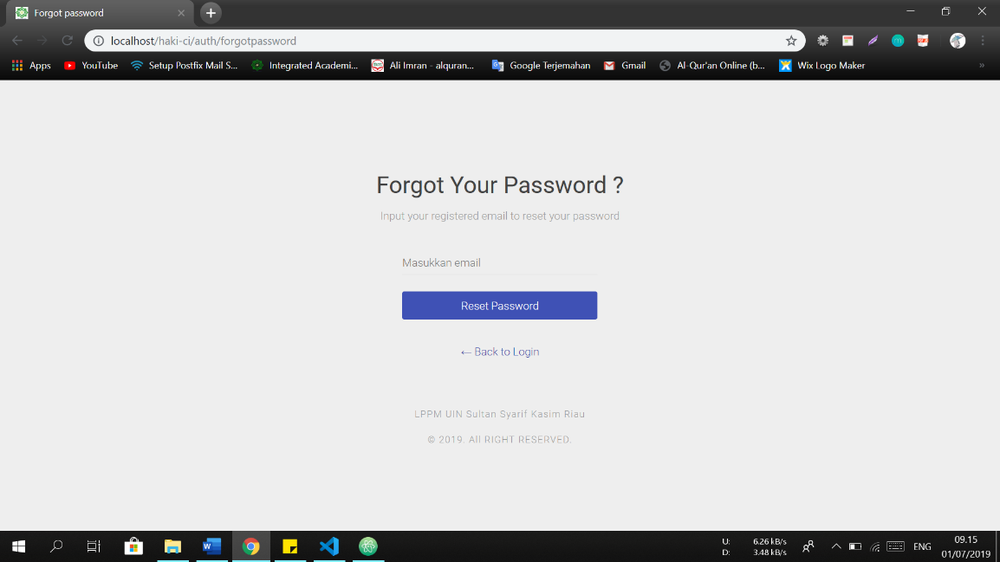 Forgot password
localhost/haki-ci/auth/forgotpassword
Apps YouTube Setup Postfix Mail S... Integrated Academi... Ali Imran - alquran... Google Terjemahan Gmail Al-Qur'an Online (b... Wix Logo Maker »
Forgot Your Password ?
Input your registered email to reset your password
Masukkan email
Reset Password
← Back to Login
LPPM UIN Sultan Syarif Kasim Riau
© 2019. All RIGHT RESERVED.
U: 6.26 kB/s
D: 3.48 kB/s
ENG
09.15
01/07/2019